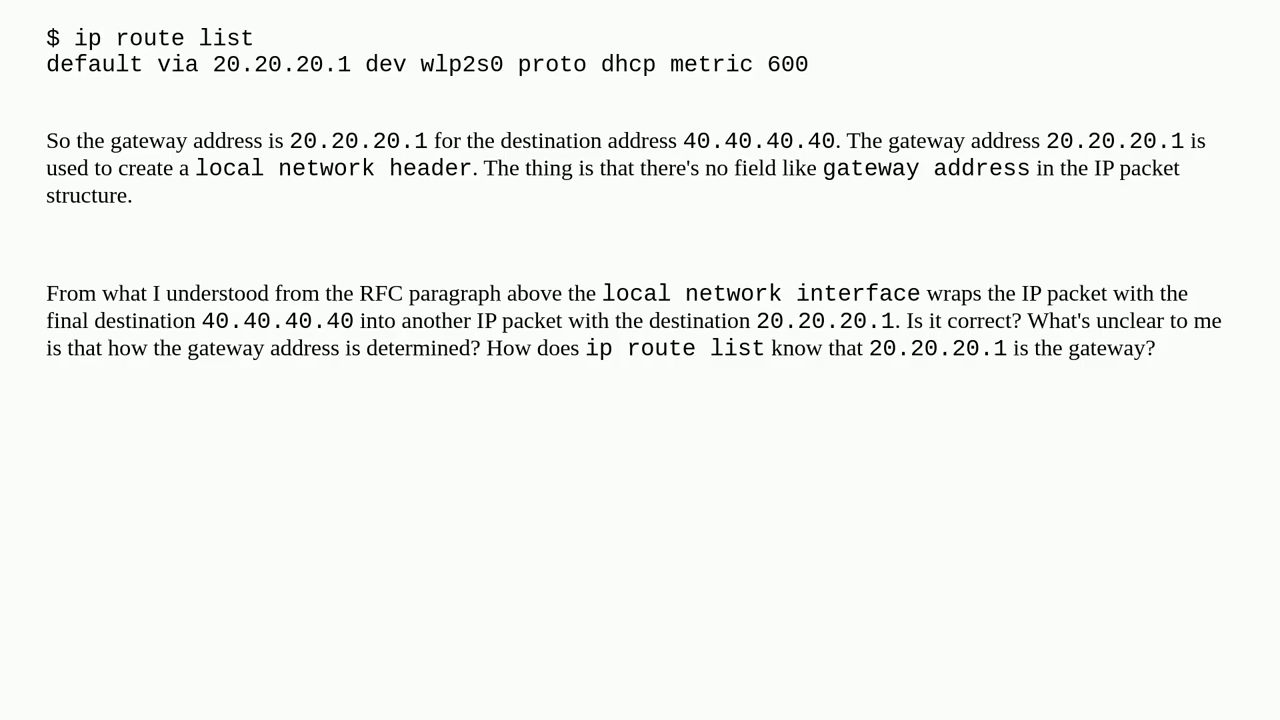 $ ip route list
default via 20.20.20.1 dev wlp2s0 proto dhcp metric 600
So the gateway address is 20.20.20.1 for the destination address 40.40.40.40. The gateway address 20.20.20.1 is
used to create a local network header. The thing is that there's no field like gateway address in the IP packet
structure.
From what I understood from the RFC paragraph above the local network interface wraps the IP packet with the
final destination 40.40.40.40 into another IP packet with the destination 20.20.20.1. Is it correct? What's unclear to me
is that how the gateway address is determined? How does ip route list know that 20.20.20.1 is the gateway?